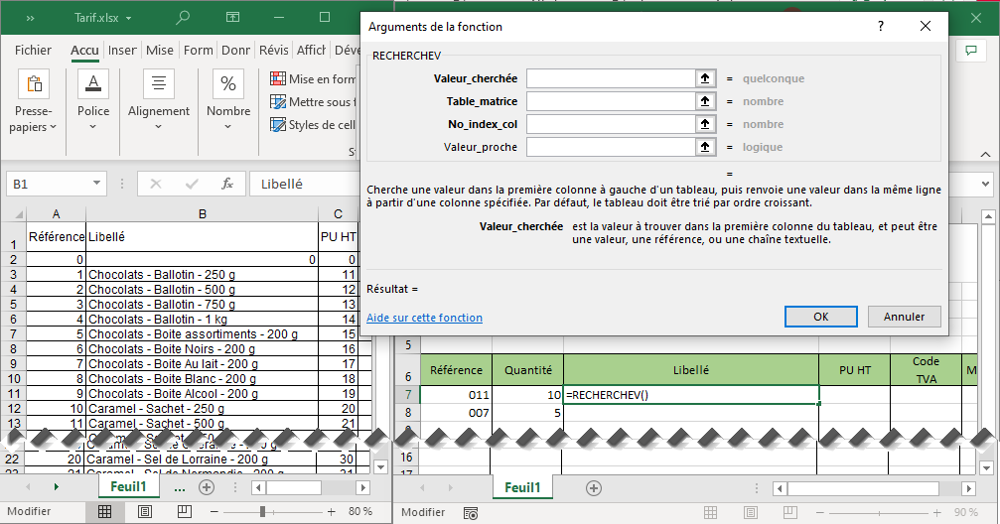 Tarif.xlsx
Fichier Accu Inser Mise Form Donr Révis Affich Déve
Presse-papiers
Police
Alignement
%
Nombre
Mise en form
Mettre sous f
Styles de cell
B1
fx
Libellé
A B C
1 Référence Libellé PU HT
2 0 0 0
3 1 Chocolats - Ballotin - 250 g 11
4 2 Chocolats - Ballotin - 500 g 12
5 3 Chocolats - Ballotin - 750 g 13
6 4 Chocolats - Ballotin - 1 kg 14
7 5 Chocolats - Boite assortiments - 200 g 15
8 6 Chocolats - Boite Noirs - 200 g 16
9 7 Chocolats - Boite Au lait - 200 g 17
10 8 Chocolats - Boite Blanc - 200 g 18
11 9 Chocolats - Boite Alcool - 200 g 19
12 10 Caramel - Sachet - 250 g 20
13 11 Caramel - Sachet - 500 g 21
22 20 Caramel - Sel de Lorraine - 200 g 30
23 21 Caramel - Sel de Normandie - 200 g 31
Feuil1 ...
Modifier
80 %
Arguments de la fonction
? ×
RECHERCHEV
Valeur_cherchée = quelconque
Table_matrice = nombre
No_index_col = nombre
Valeur_proche = logique
=
Cherche une valeur dans la première colonne à gauche d'un tableau, puis renvoie une valeur dans la même ligne
à partir d'une colonne spécifiée. Par défaut, le tableau doit être trié par ordre croissant.
Valeur_cherchée est la valeur à trouver dans la première colonne du tableau, et peut être
une valeur, une référence, ou une chaîne textuelle.
Résultat =
Aide sur cette fonction
OK
Annuler
5
6 Référence Quantité Libellé PU HT Code TVA M
7 011 10 =RECHERCHEV()
8 007 5
16
17
Feuil1
Modifier
90 %